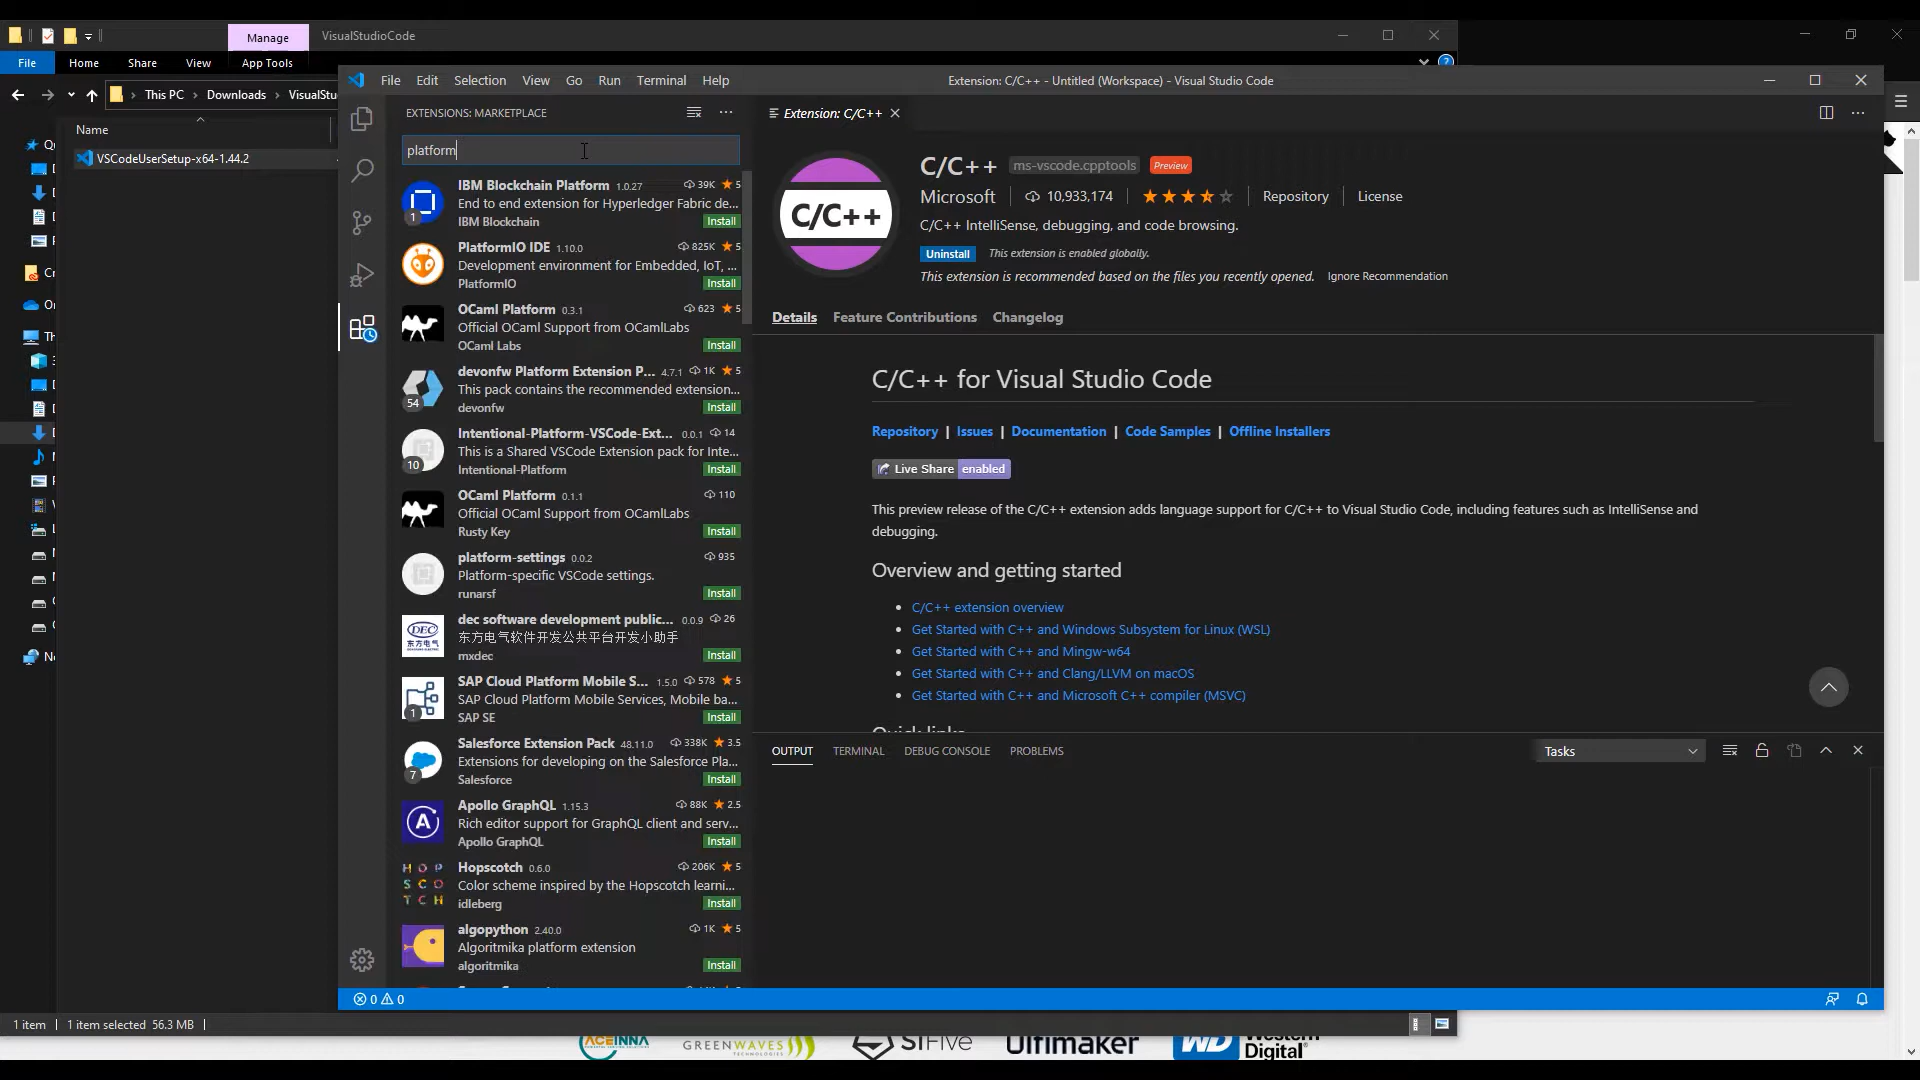 Manage
VisualStudioCode
File
Home
Share
View
App Tools
This PC
Downloads
VisualStu
Name
VSCodeUserSetup-x64-1.44.2
1 item
1 item selected 56.3 MB
File Edit Selection View Go Run Terminal Help
Extension: C/C++ - Untitled (Workspace) - Visual Studio Code
EXTENSIONS: MARKETPLACE
platform
IBM Blockchain Platform 1.0.27 39K 5
End to end extension for Hyperledger Fabric de...
IBM Blockchain Install
1
PlatformIO IDE 1.10.0 825K 5
Development environment for Embedded, IoT, ...
PlatformIO Install
OCaml Platform 0.3.1 623 5
Official OCaml Support from OCamlLabs
OCaml Labs Install
devonfw Platform Extension P... 4.7.1 1K 5
This pack contains the recommended extension...
devonfw Install
54
Intentional-Platform-VSCode-Ext... 0.0.1 14
This is a Shared VSCode Extension pack for Inte...
Intentional-Platform Install
10
OCaml Platform 0.1.1 110
Official OCaml Support from OCamlLabs
Rusty Key Install
platform-settings 0.0.2 935
Platform-specific VSCode settings.
runarsf Install
dec software development public... 0.0.9 26
东方电气软件开发公共平台开发小助手
mxdec Install
DEC
东方电气
SAP Cloud Platform Mobile S... 1.5.0 578 5
SAP Cloud Platform Mobile Services, Mobile ba...
SAP SE Install
1
Salesforce Extension Pack 48.11.0 338K 3.5
Extensions for developing on the Salesforce Pla...
Salesforce Install
7
Apollo GraphQL 1.15.3 88K 2.5
Rich editor support for GraphQL client and serv...
Apollo GraphQL Install
Hopscotch 0.6.0 206K 5
Color scheme inspired by the Hopscotch learni...
idleberg Install
HOP
SCO
TCH
algopython 2.40.0 1K 5
Algoritmika platform extension
algoritmika Install
Extension: C/C++
C/C++
C/C++ ms-vscode.cpptools Preview
Microsoft 10,933,174 Repository License
C/C++ IntelliSense, debugging, and code browsing.
Uninstall This extension is enabled globally.
This extension is recommended based on the files you recently opened. Ignore Recommendation
Details Feature Contributions Changelog
C/C++ for Visual Studio Code
Repository | Issues | Documentation | Code Samples | Offline Installers
Live Share enabled
This preview release of the C/C++ extension adds language support for C/C++ to Visual Studio Code, including features such as IntelliSense and
debugging.
Overview and getting started
C/C++ extension overview
Get Started with C++ and Windows Subsystem for Linux (WSL)
Get Started with C++ and Mingw-w64
Get Started with C++ and Clang/LLVM on macOS
Get Started with C++ and Microsoft C++ compiler (MSVC)
Quick links
OUTPUT TERMINAL DEBUG CONSOLE PROBLEMS
Tasks
0 0
ACEINNA
GREENWAVES
TECHNOLOGIES
SiFive
Ultimaker
WD Western
Digital